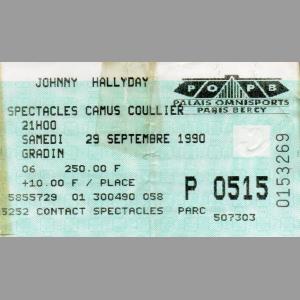 JOHNNY HALLYDAY
POPB
PALAIS OMNISPORTS
PARIS BERCY
SPECTACLES CAMUS COULLIER
21H00
SAMEDI 29 SEPTEMBRE 1990
GRADIN
06 250.00 F
+10.00 F / PLACE
P 0515
5855729 01 300490 058
5252 CONTACT SPECTACLES PARC
507303
0153269